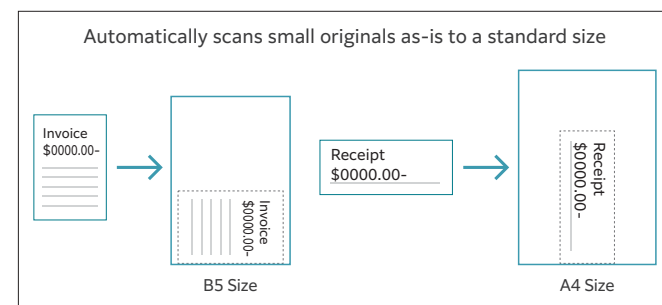 Automatically scans small originals as-is to a standard size
Invoice
$0000.00-
Invoice
$0000.00-
B5 Size
Receipt
$0000.00-
Receipt
$0000.00-
A4 Size